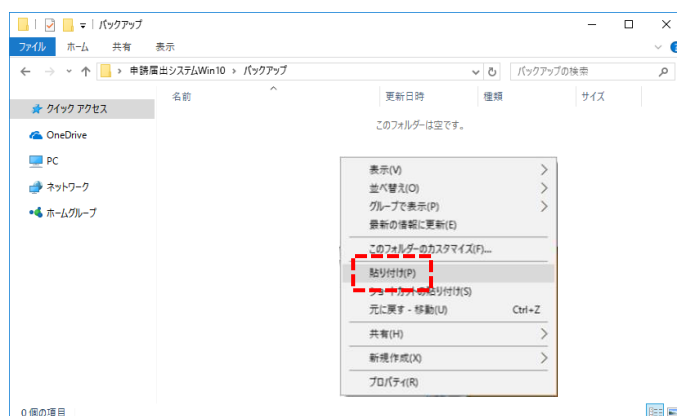 バックアップ
ファイル ホーム 共有 表示
申請届出システムWin10 › バックアップ
バックアップの検索
名前 更新日時 種類 サイズ
クイック アクセス
OneDrive
PC
ネットワーク
ホームグループ
このフォルダーは空です。
表示(V)
並べ替え(O)
グループで表示(P)
最新の情報に更新(E)
このフォルダーのカスタマイズ(F)...
貼り付け(P)
ショートカットの貼り付け(S)
元に戻す - 移動(U) Ctrl+Z
共有(H)
新規作成(X)
プロパティ(R)
0 個の項目